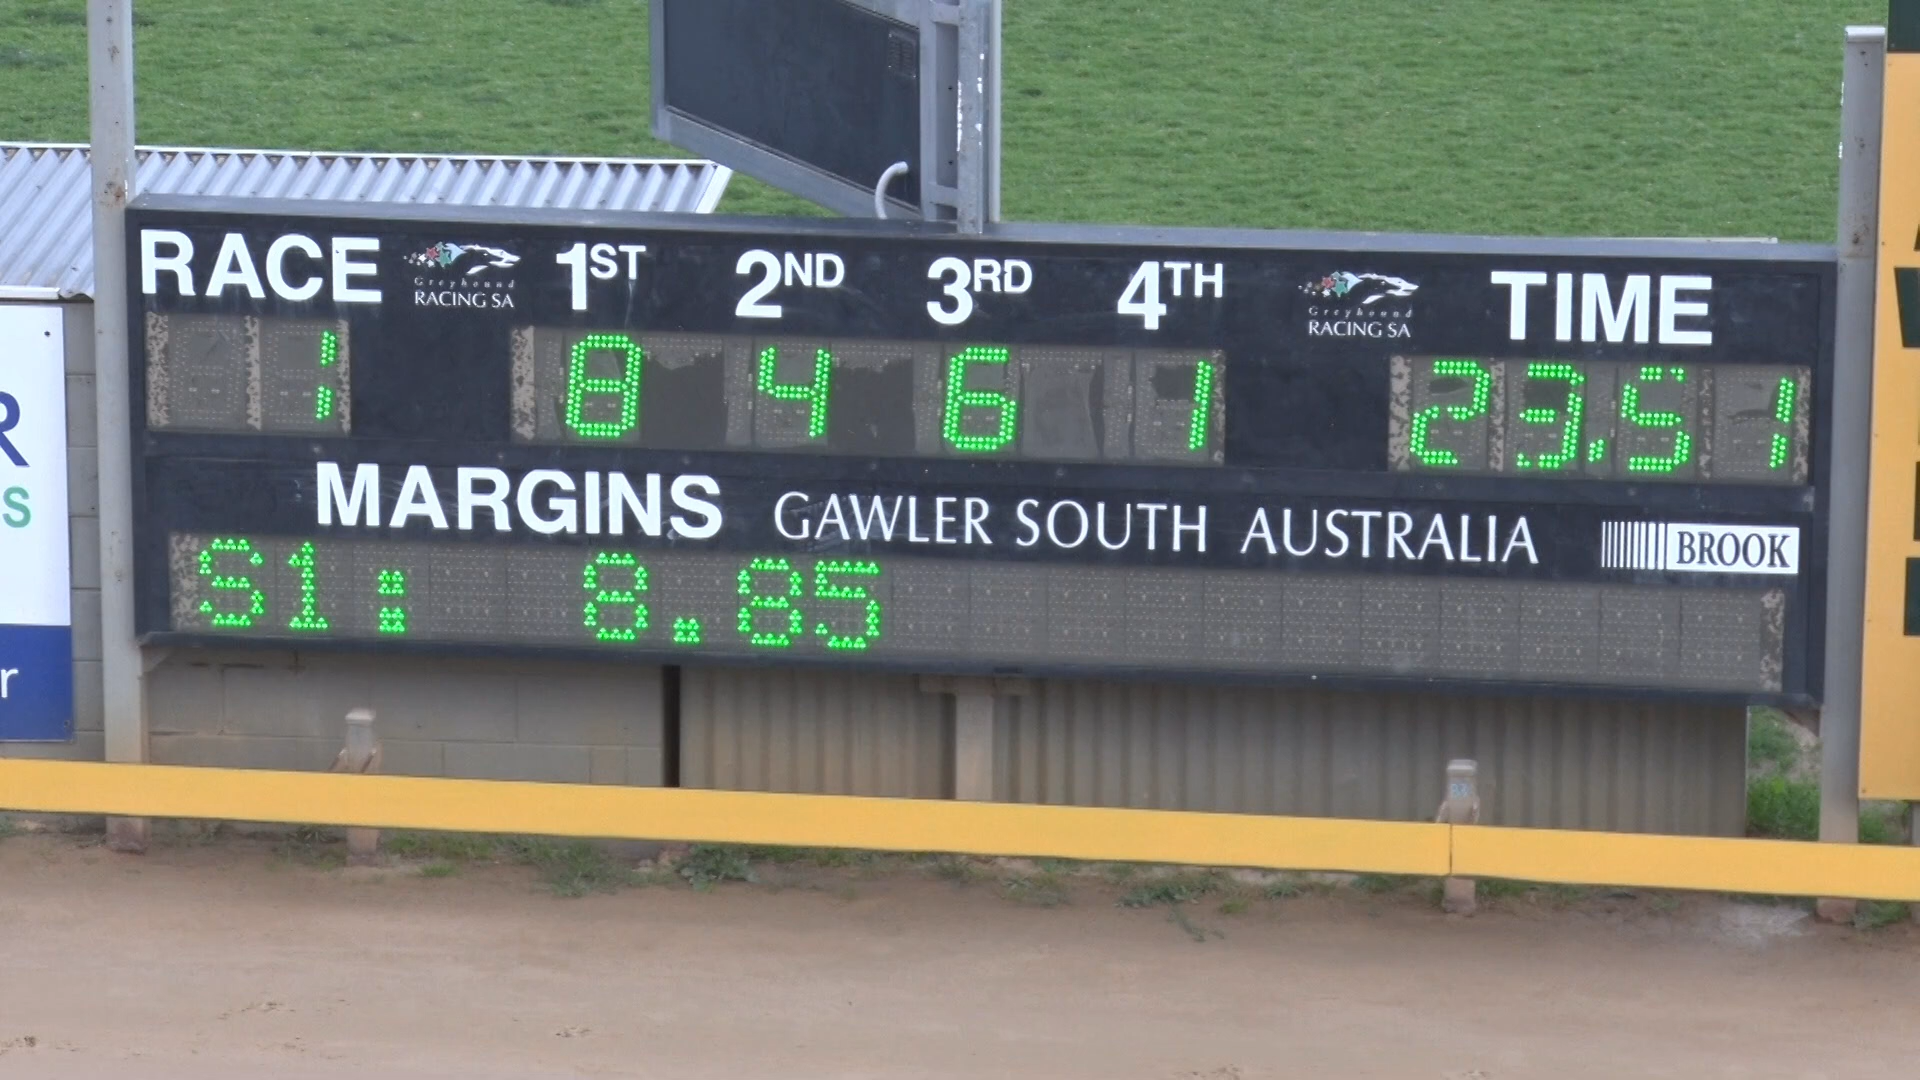 RACE Greyhound RACING SA 1ST 2ND 3RD 4TH Greyhound RACING SA TIME
1 8 4 6 1 23.51
MARGINS GAWLER SOUTH AUSTRALIA BROOK
S1: 8.85
R
S
r